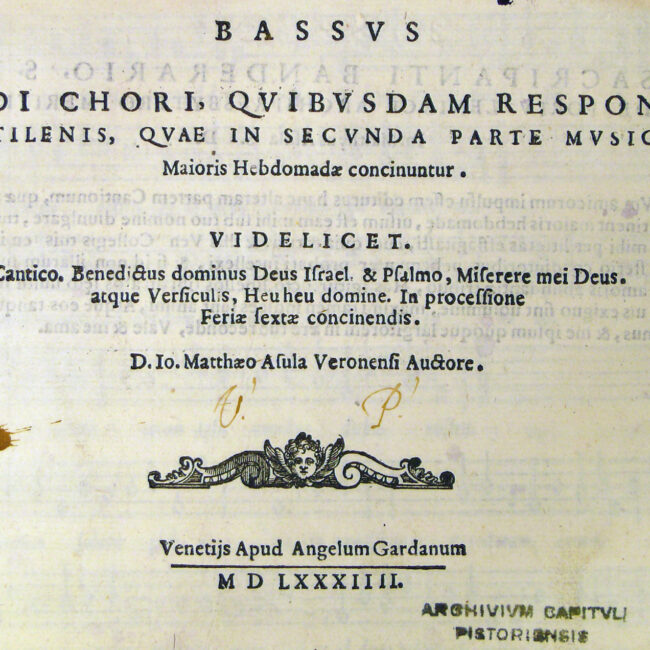 BASSVS
DI CHORI, QVIBVSDAM RESPON
TILENIS, QVAE IN SECVNDA PARTE MVSIC
Maioris Hebdomadæ concinuntur.
VIDELICET.
Cantico. Benedictus dominus Deus Iſrael. & Pſalmo, Miſerere mei Deus.
atque Verſiculis, Heu heu domine. In proceſſione
Feriæ ſextæ concinendis.
D. Io. Matthæo Aſula Veronenſi Auctore.
V' P'
Venetijs Apud Angelum Gardanum
M D LXXXIIII.
ARCHIVIVM CAPITVLI
PISTORIENSIS